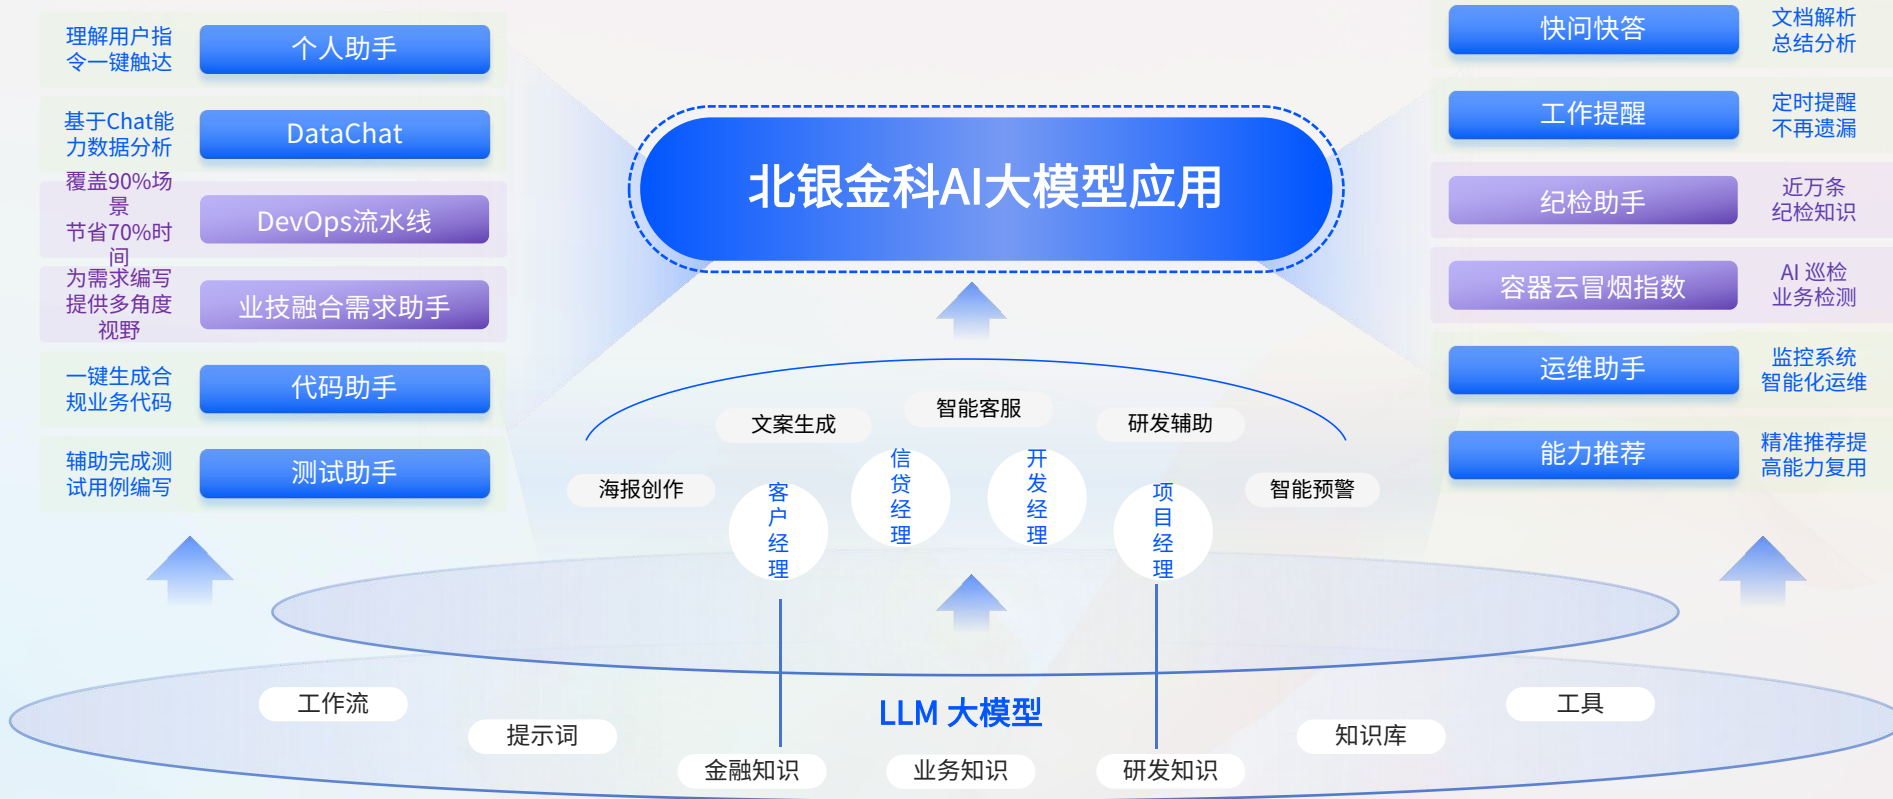 理解用户指
令一键触达
个人助手
基于Chat能
力数据分析
DataChat
覆盖90%场
景
节省70%时
间
DevOps流水线
为需求编写
提供多角度
视野
业技融合需求助手
一键生成合
规业务代码
代码助手
辅助完成测
试用例编写
测试助手
北银金科AI大模型应用
快问快答
文档解析
总结分析
工作提醒
定时提醒
不再遗漏
纪检助手
近万条
纪检知识
容器云冒烟指数
AI 巡检
业务检测
运维助手
监控系统
智能化运维
能力推荐
精准推荐提
高能力复用
海报创作
文案生成
智能客服
研发辅助
智能预警
客
户
经
理
信
贷
经
理
开
发
经
理
项
目
经
理
LLM 大模型
工作流
提示词
金融知识
业务知识
研发知识
知识库
工具